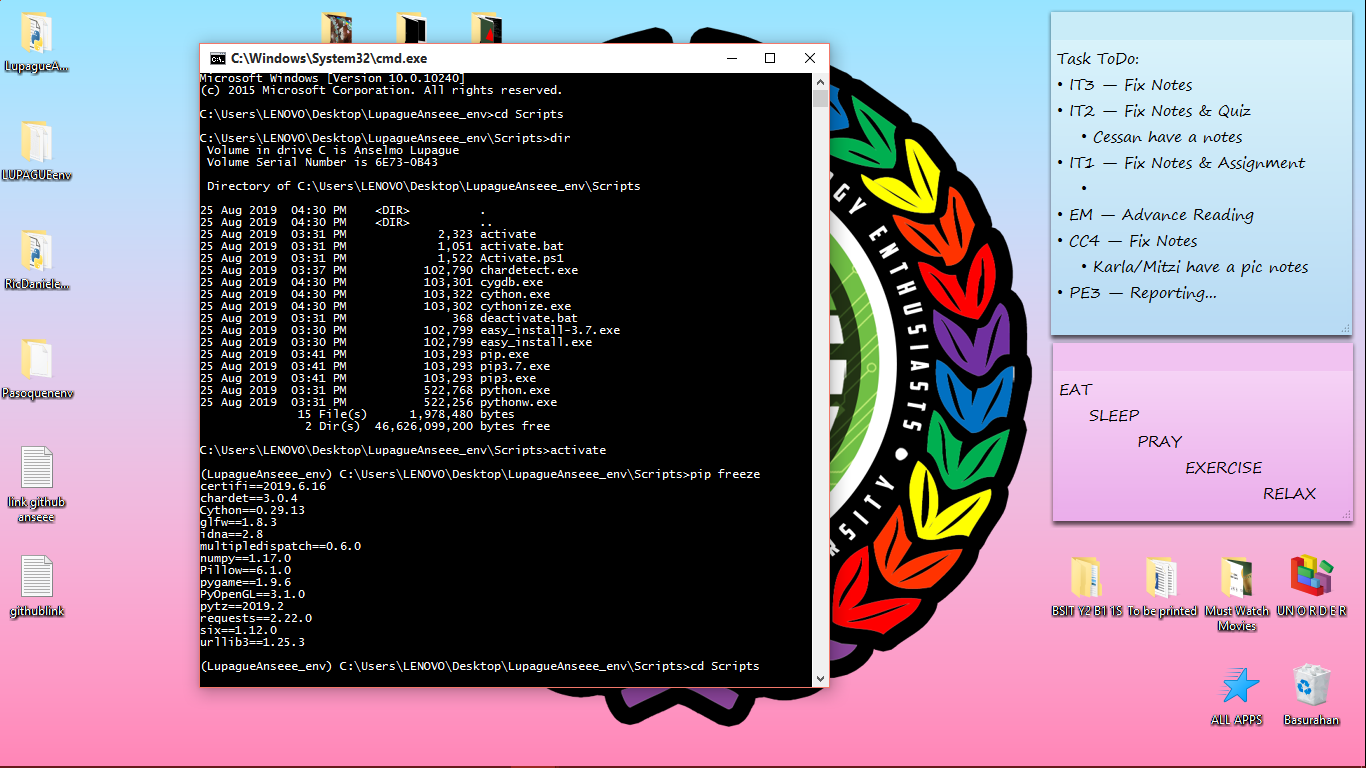 LupagueA...
LUPAGUEenv
RicDaniele...
Pasoquenenv
link github
anseee
githublink
C:\Windows\System32\cmd.exe
Microsoft Windows [Version 10.0.10240]
(c) 2015 Microsoft Corporation. All rights reserved.
C:\Users\LENOVO\Desktop\LupagueAnseee_env>cd Scripts
C:\Users\LENOVO\Desktop\LupagueAnseee_env\Scripts>dir
Volume in drive C is Anselmo Lupague
Volume Serial Number is 6E73-0B43
Directory of C:\Users\LENOVO\Desktop\LupagueAnseee_env\Scripts
25 Aug 2019  04:30 PM    <DIR>          .
25 Aug 2019  04:30 PM    <DIR>          ..
25 Aug 2019  03:31 PM             2,323 activate
25 Aug 2019  03:31 PM             1,051 activate.bat
25 Aug 2019  03:31 PM             1,522 Activate.ps1
25 Aug 2019  03:37 PM           102,790 chardetect.exe
25 Aug 2019  04:30 PM           103,301 cygdb.exe
25 Aug 2019  04:30 PM           103,322 cython.exe
25 Aug 2019  04:30 PM           103,302 cythonize.exe
25 Aug 2019  03:31 PM               368 deactivate.bat
25 Aug 2019  03:30 PM           102,799 easy_install-3.7.exe
25 Aug 2019  03:30 PM           102,799 easy_install.exe
25 Aug 2019  03:41 PM           103,293 pip.exe
25 Aug 2019  03:41 PM           103,293 pip3.7.exe
25 Aug 2019  03:41 PM           103,293 pip3.exe
25 Aug 2019  03:31 PM           522,768 python.exe
25 Aug 2019  03:31 PM           522,256 pythonw.exe
15 File(s)      1,978,480 bytes
2 Dir(s)  46,626,099,200 bytes free
C:\Users\LENOVO\Desktop\LupagueAnseee_env\Scripts>activate
(LupagueAnseee_env) C:\Users\LENOVO\Desktop\LupagueAnseee_env\Scripts>pip freeze
certifi==2019.6.16
chardet==3.0.4
Cython==0.29.13
glfw==1.8.3
idna==2.8
multipledispatch==0.6.0
numpy==1.17.0
Pillow==6.1.0
pygame==1.9.6
PyOpenGL==3.1.0
pytz==2019.2
requests==2.22.0
six==1.12.0
urllib3==1.25.3
(LupagueAnseee_env) C:\Users\LENOVO\Desktop\LupagueAnseee_env\Scripts>cd Scripts
GY ENTHUSIASTS
RSITY
Task ToDo:
• IT3 — Fix Notes
• IT2 — Fix Notes & Quiz
• Cessan have a notes
• IT1 — Fix Notes & Assignment
•
• EM — Advance Reading
• CC4 — Fix Notes
• Karla/Mitzi have a pic notes
• PE3 — Reporting...
EAT
SLEEP
PRAY
EXERCISE
RELAX
BSIT Y2 B1 1S
To be printed
Must Watch
Movies
U N O R D E R
ALL APPS
Basurahan